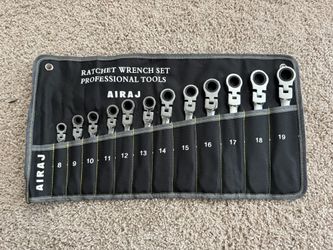 RATCHET WRENCH SET
PROFESSIONAL TOOLS
AIRAJ
8 9 10 11 12 13 14 15 16 17 18 19
AIRAJ